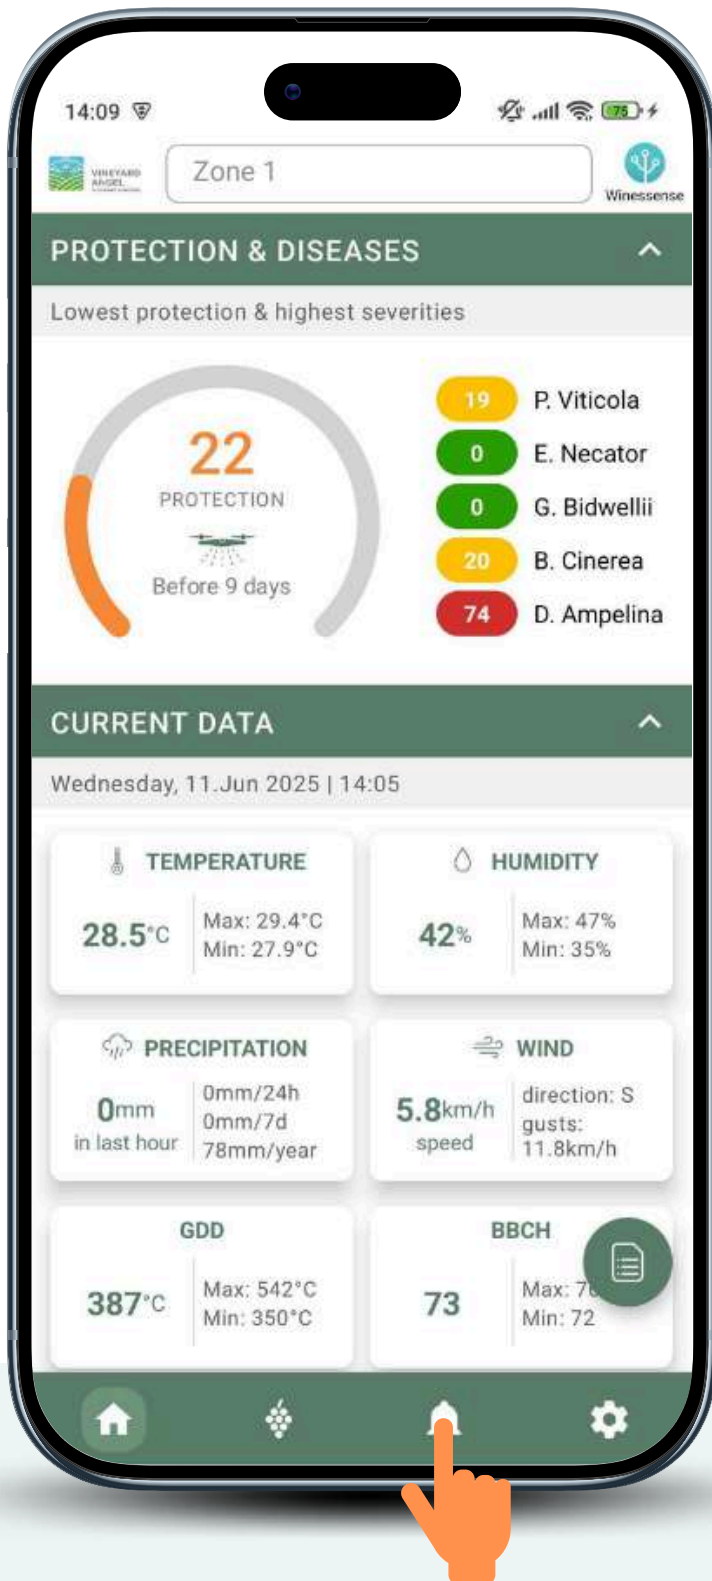 14:09
75
VINEYARD
ANGEL
Zone 1
Winessense
PROTECTION & DISEASES
Lowest protection & highest severities
22
PROTECTION
Before 9 days
19 P. Viticola
0 E. Necator
0 G. Bidwellii
20 B. Cinerea
74 D. Ampelina
CURRENT DATA
Wednesday, 11.Jun 2025 | 14:05
TEMPERATURE
28.5°C
Max: 29.4°C
Min: 27.9°C
HUMIDITY
42%
Max: 47%
Min: 35%
PRECIPITATION
0mm
in last hour
0mm/24h
0mm/7d
78mm/year
WIND
5.8km/h
speed
direction: S
gusts:
11.8km/h
GDD
387°C
Max: 542°C
Min: 350°C
BBCH
73
Max: 7
Min: 72